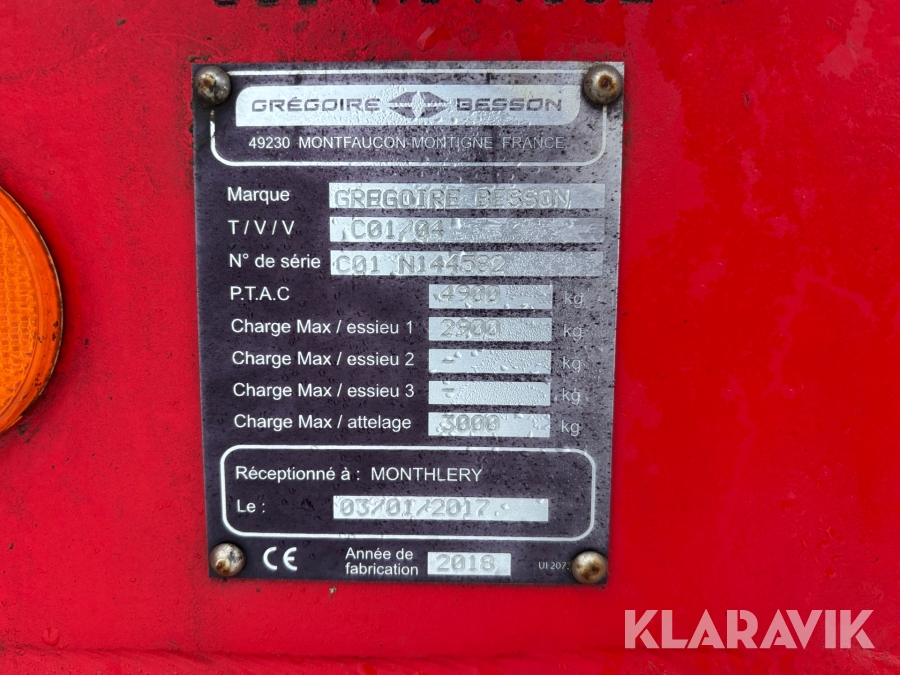 GRÉGOIRE BESSON
49230 MONTFAUCON-MONTIGNE FRANCE
Marque GREGOIRE BESSON
T / V / V C01/04
N° de série C01 N144532
P.T.A.C 4900 kg
Charge Max / essieu 1 2900 kg
Charge Max / essieu 2 - kg
Charge Max / essieu 3 - kg
Charge Max / attelage 3000 kg
Réceptionné à : MONTHLERY
Le : 03/01/2017
CE Année de fabrication 2018
KLARAVIK